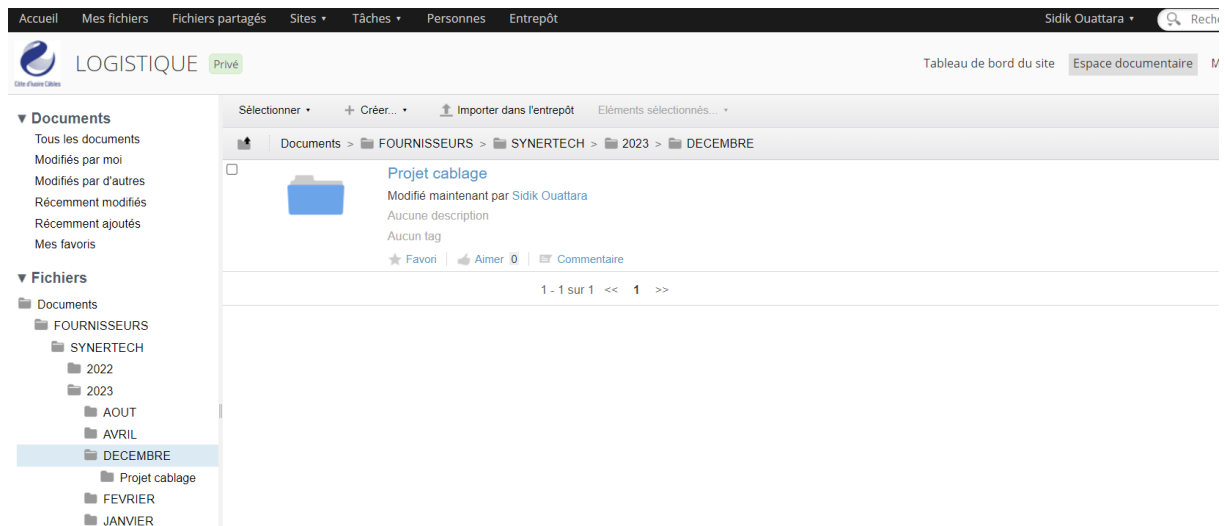 Accueil Mes fichiers Fichiers partagés Sites Tâches Personnes Entrepôt Sidik Ouattara
Côte d'Ivoire Câbles
LOGISTIQUE Privé Tableau de bord du site Espace documentaire
Documents
Tous les documents
Modifiés par moi
Modifiés par d'autres
Récemment modifiés
Récemment ajoutés
Mes favoris
Fichiers
Documents
FOURNISSEURS
SYNERTECH
2022
2023
AOUT
AVRIL
DECEMBRE
Projet cablage
FEVRIER
JANVIER
Sélectionner Créer... Importer dans l'entrepôt Eléments sélectionnés...
Documents > FOURNISSEURS > SYNERTECH > 2023 > DECEMBRE
Projet cablage
Modifié maintenant par Sidik Ouattara
Aucune description
Aucun tag
Favori Aimer 0 Commentaire
1 - 1 sur 1 << 1 >>